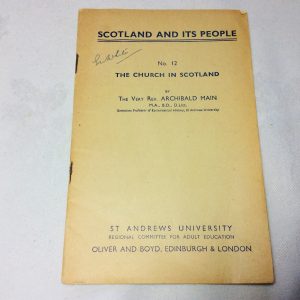 SCOTLAND AND ITS PEOPLE
No. 12
THE CHURCH IN SCOTLAND
BY
THE VERY REV. ARCHIBALD MAIN
M.A., B.D., D.Litt.
ST ANDREWS UNIVERSITY
REGIONAL COMMITTEE FOR ADULT EDUCATION
OLIVER AND BOYD, EDINBURGH & LONDON